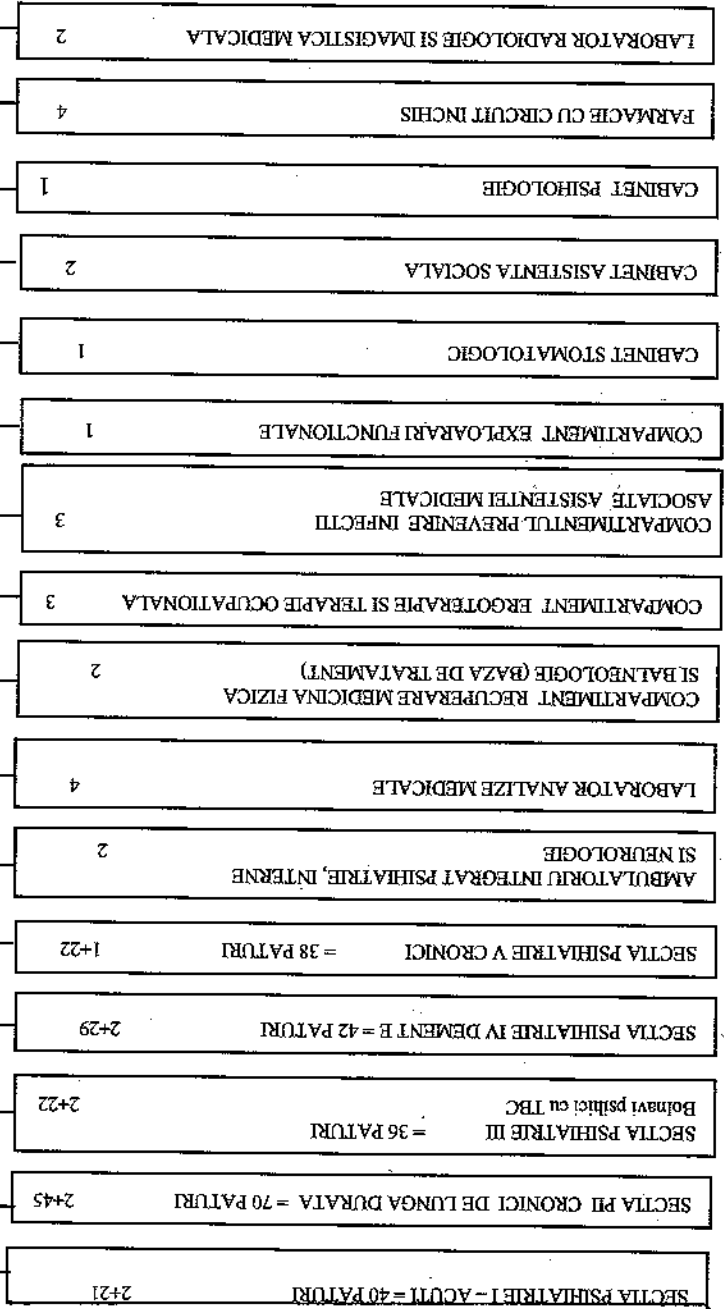 SECTIA PSIHIATRIE I – ACUTI = 40 PATURI 2+21
SECTIA PII CRONICI DE LUNGA DURATA = 70 PATURI 2+45
SECTIA PSIHIATRIE III = 36 PATURI
Bolnavi psihici cu TBC 2+22
SECTIA PSIHIATRIE IV DEMENT E = 42 PATURI 2+29
SECTIA PSIHIATRIE V CRONICI = 38 PATURI 1+22
AMBULATORIU INTEGRAT PSIHIATRIE, INTERNE,
SI NEUROLOGIE 2
LABORATOR ANALIZE MEDICALE 4
COMPARTIMENT RECUPERARE MEDICINA FIZICA
SI BALNEOLOGIE (BAZA DE TRATAMENT) 2
COMPARTIMENT ERGOTERAPIE SI TERAPIE OCUPATIONALA 3
COMPARTIMENTUL PREVENIRE INFECTII
ASOCIATE ASISTENTEI MEDICALE 3
COMPARTIMENT EXPLOARARI FUNCTIONALE 1
CABINET STOMATOLOGIC 1
CABINET ASISTENTA SOCIALA 2
CABINET PSIHOLOGIE 1
FARMACIE CU CIRCUIT INCHIS 4
LABORATOR RADIOLOGIE SI IMAGISTICA MEDICALA 2